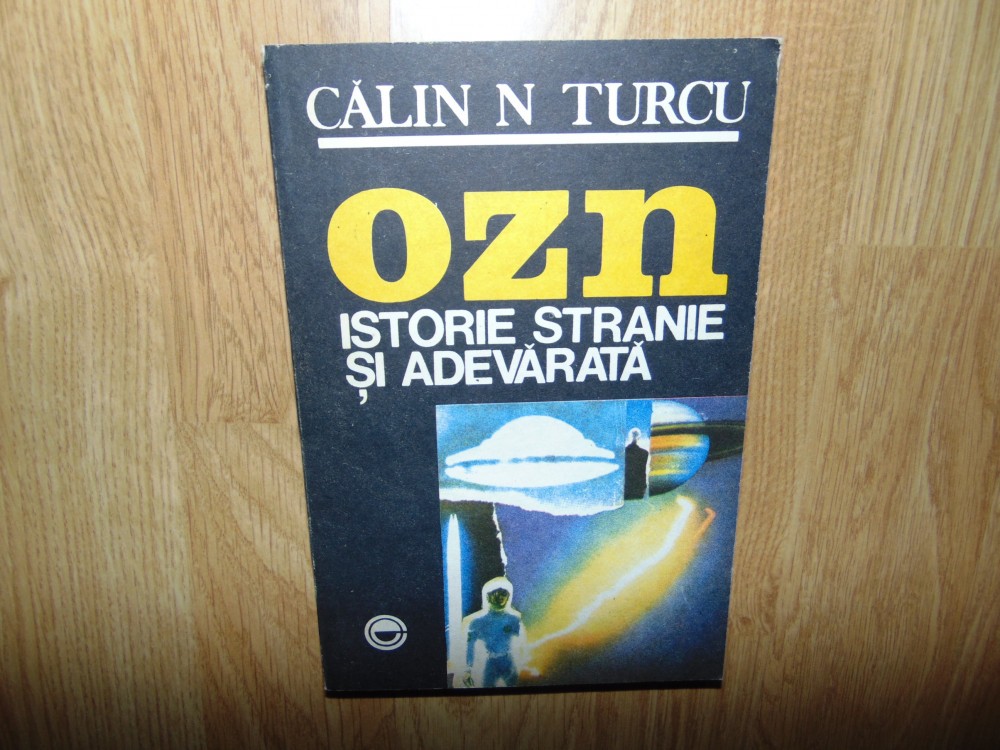 CĂLIN N TURCU
ozn
ISTORIE STRANIE
ȘI ADEVĂRATĂ